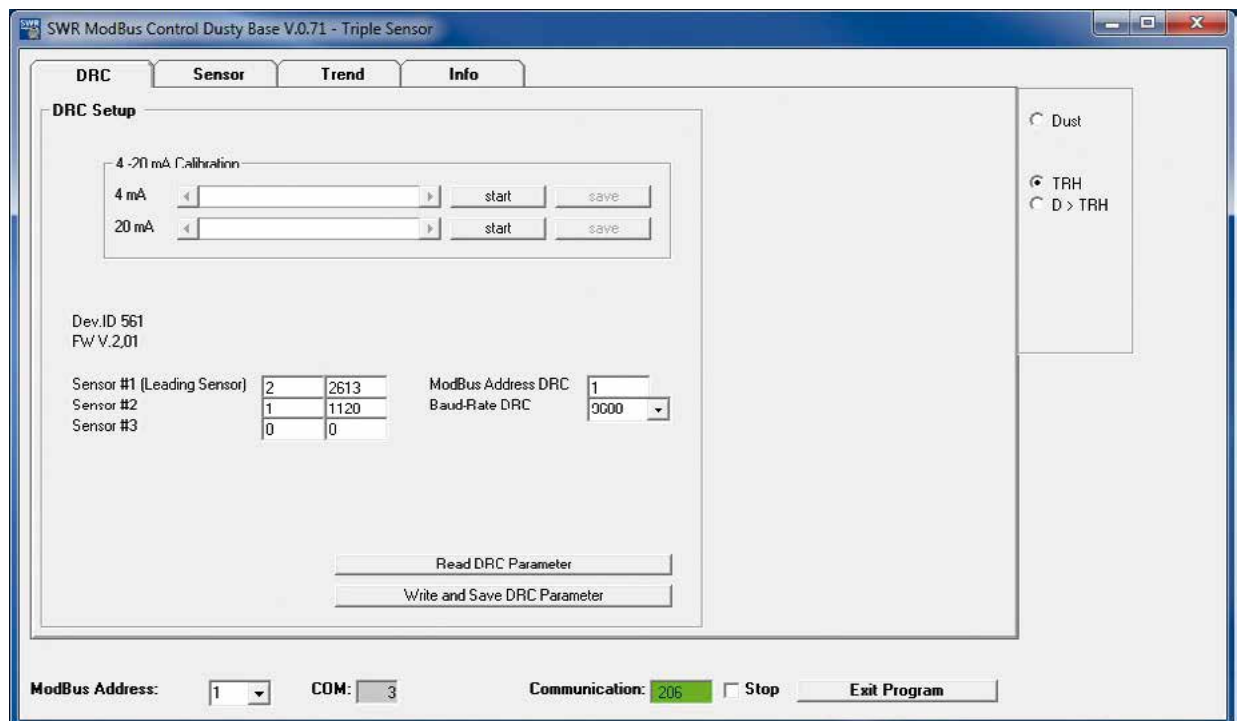 SWR ModBus Control Dusty Base V.0.71 - Triple Sensor
DRC Sensor Trend Info
DRC Setup
Dust
4 -20 mA Calibration
TRH
4 mA start save
D > TRH
20 mA start save
Dev.ID 561
FW V.2,01
Sensor #1 (Leading Sensor) 2 2613 ModBus Address DRC 1
Sensor #2 1 1120 Baud-Rate DRC 9600
Sensor #3 0 0
Read DRC Parameter
Write and Save DRC Parameter
ModBus Address: 1 COM: 3 Communication: 206 Stop Exit Program